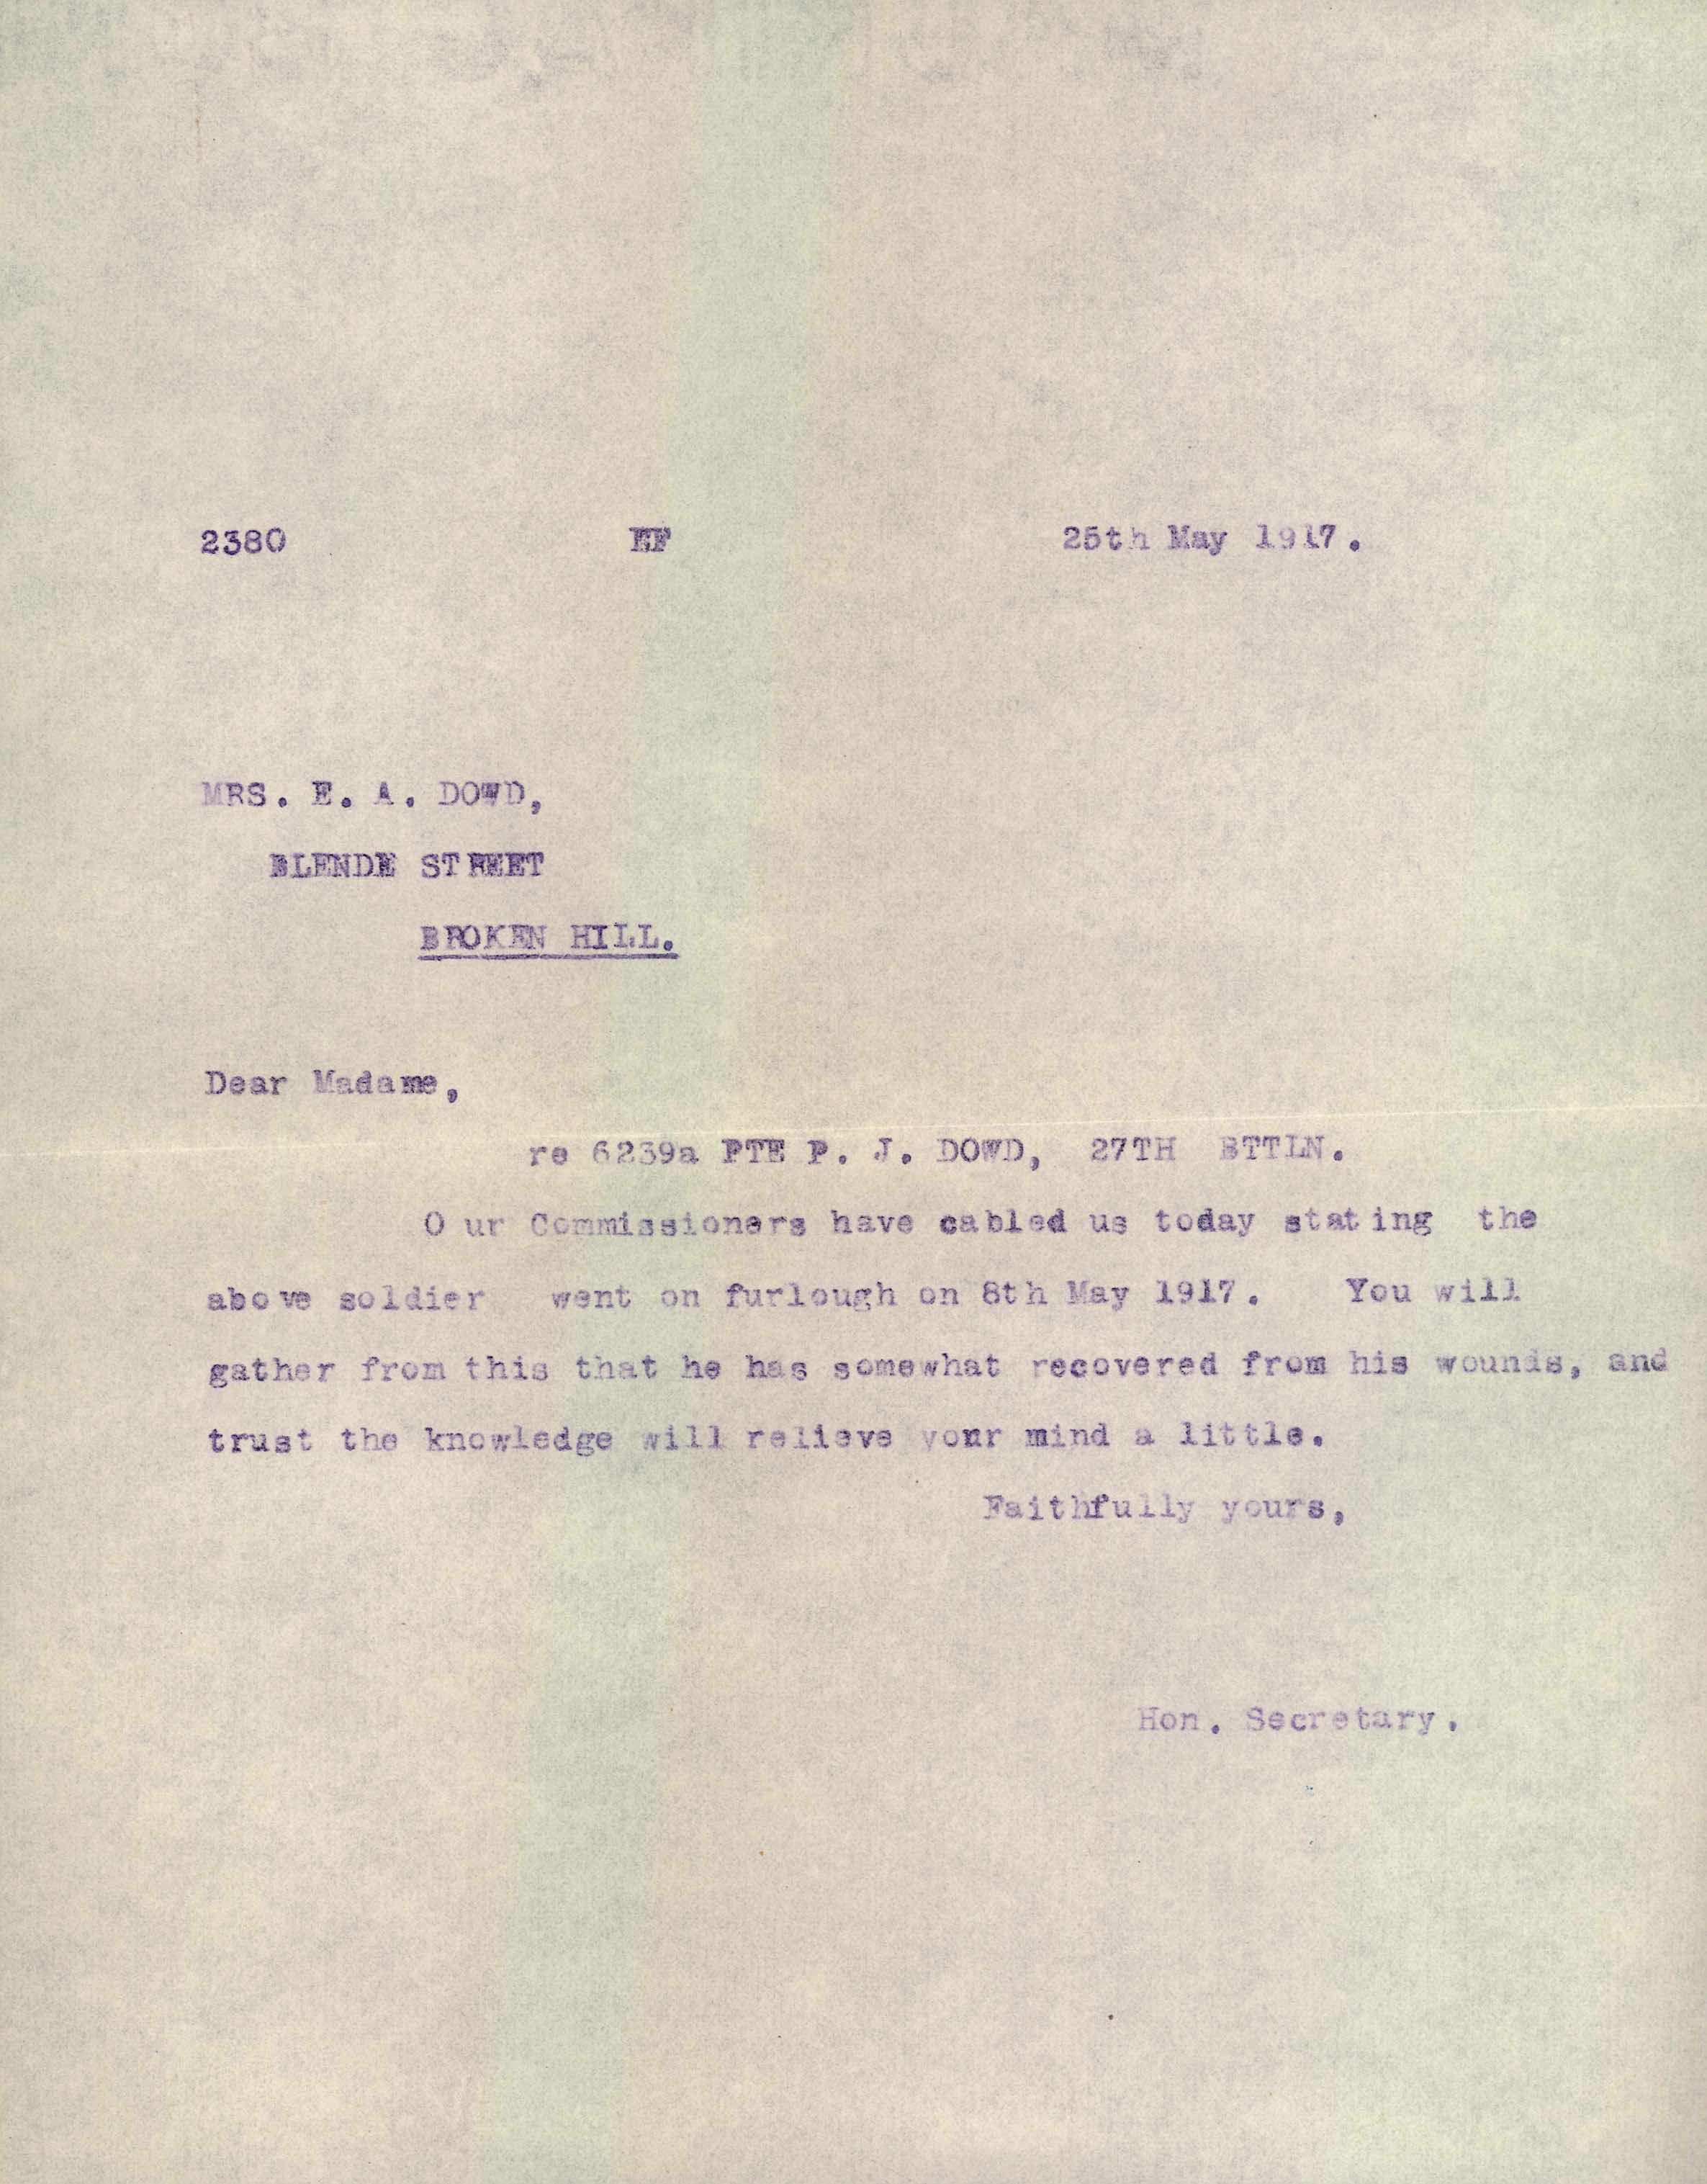 2380 EF 25th May 1917.
MRS. E. A. DOWD,
BLENDE STREET
BROKEN HILL.
Dear Madame,
re 6239a PTE P. J. DOWD, 27TH BTTLN.
O ur Commissioners have cabled us today stating the
above soldier went on furlough on 8th May 1917. You will
gather from this that he has somewhat recovered from his wounds, and
trust the knowledge will relieve your mind a little.
Faithfully yours,
Hon. Secretary.